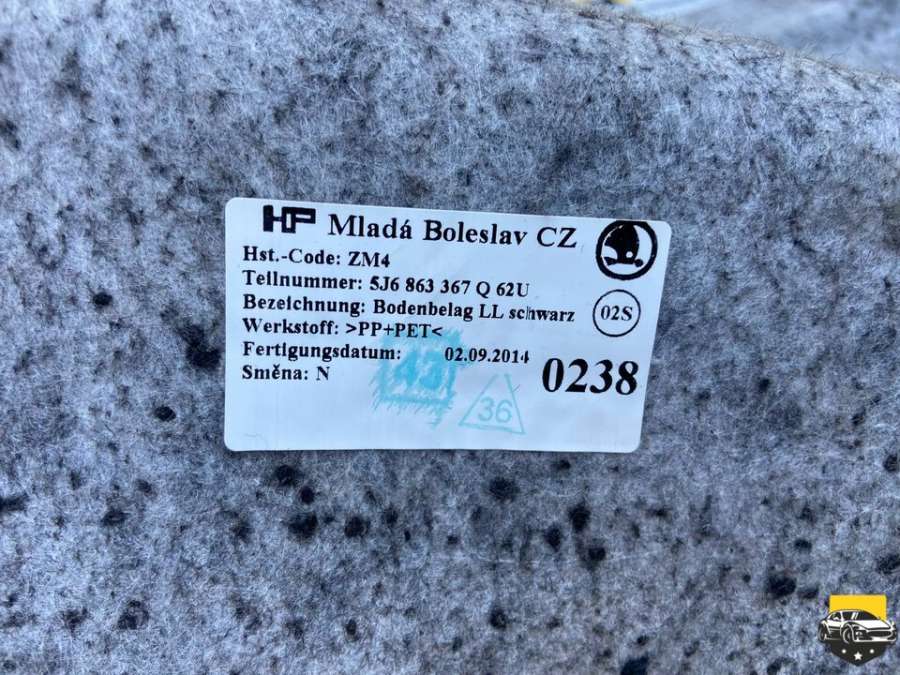 HP Mladá Boleslav CZ
Hst.-Code: ZM4
Teilnummer: 5J6 863 367 Q 62U
Bezeichnung: Bodenbelag LL schwarz
02S
Werkstoff: >PP+PET<
Fertigungsdatum: 02.09.2014
0238
Směna: N
36